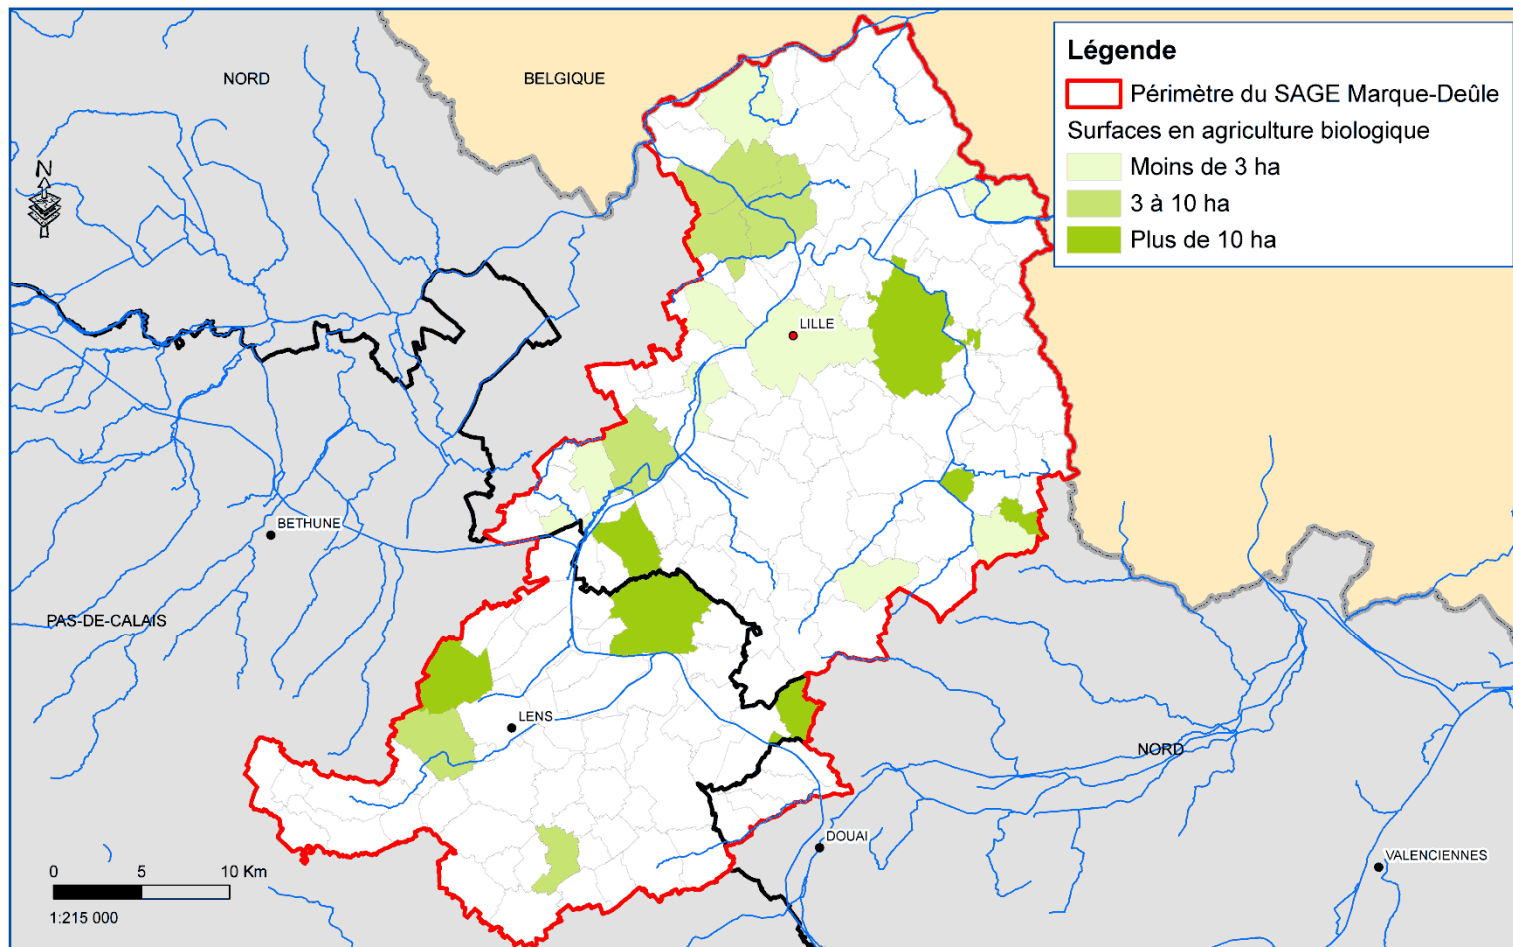 NORD
BELGIQUE
Légende
Périmètre du SAGE Marque-Deûle
Surfaces en agriculture biologique
Moins de 3 ha
3 à 10 ha
Plus de 10 ha
N
LILLE
BETHUNE
PAS-DE-CALAIS
LENS
NORD
DOUAI
VALENCIENNES
0 5 10 Km
1:215 000